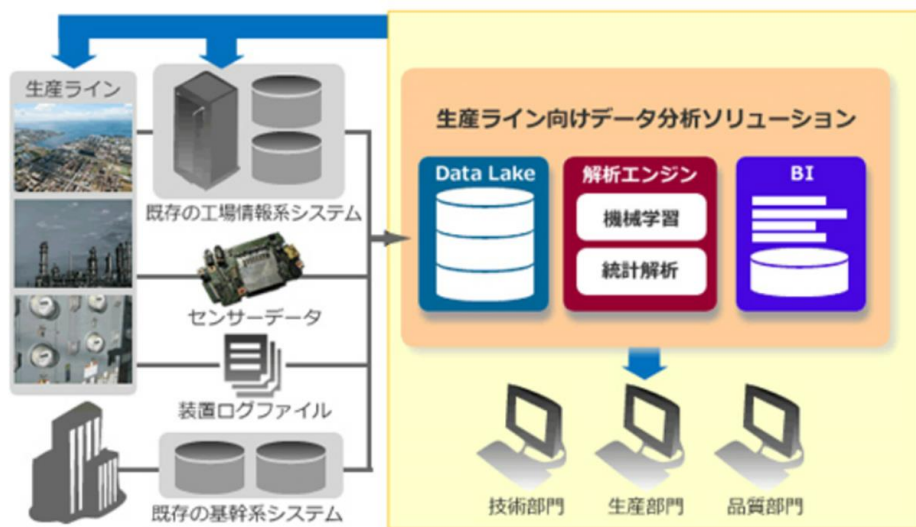 生産ライン
既存の工場情報系システム
センサーデータ
装置ログファイル
既存の基幹系システム
生産ライン向けデータ分析ソリューション
Data Lake
解析エンジン
機械学習
統計解析
BI
技術部門
生産部門
品質部門